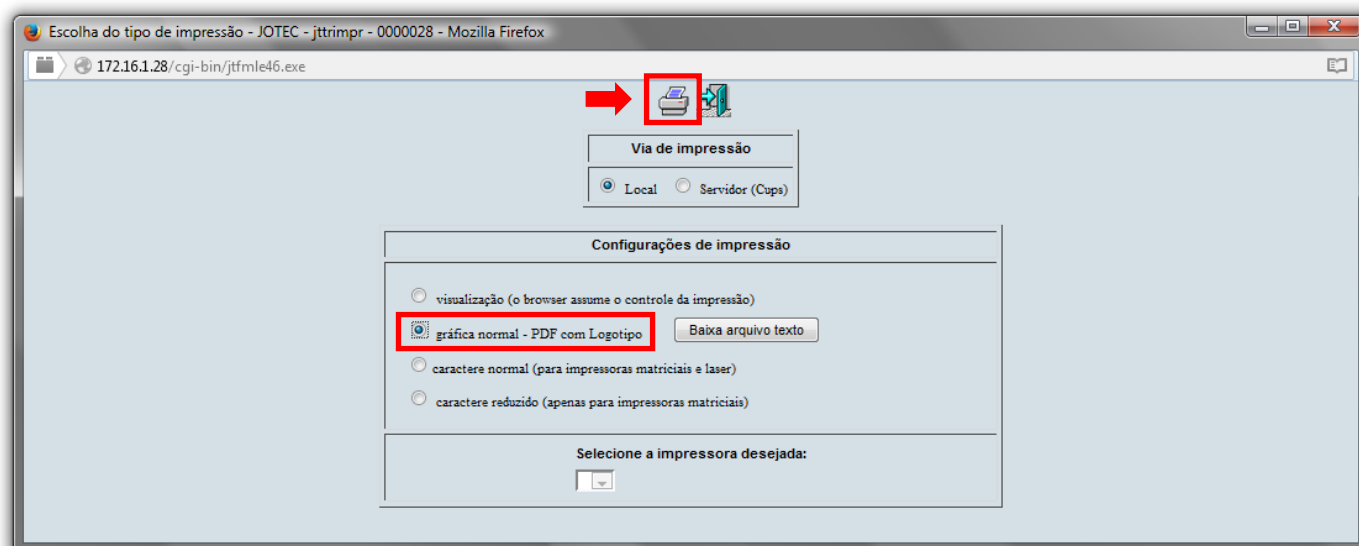 Escolha do tipo de impressão - JOTEC - jttrimpr - 0000028 - Mozilla Firefox
172.16.1.28/cgi-bin/jtfmle46.exe
Via de impressão
Local Servidor (Cups)
Configurações de impressão
visualização (o browser assume o controle da impressão)
gráfica normal - PDF com Logotipo Baixa arquivo texto
caractere normal (para impressoras matriciais e laser)
caractere reduzido (apenas para impressoras matriciais)
Selecione a impressora desejada: